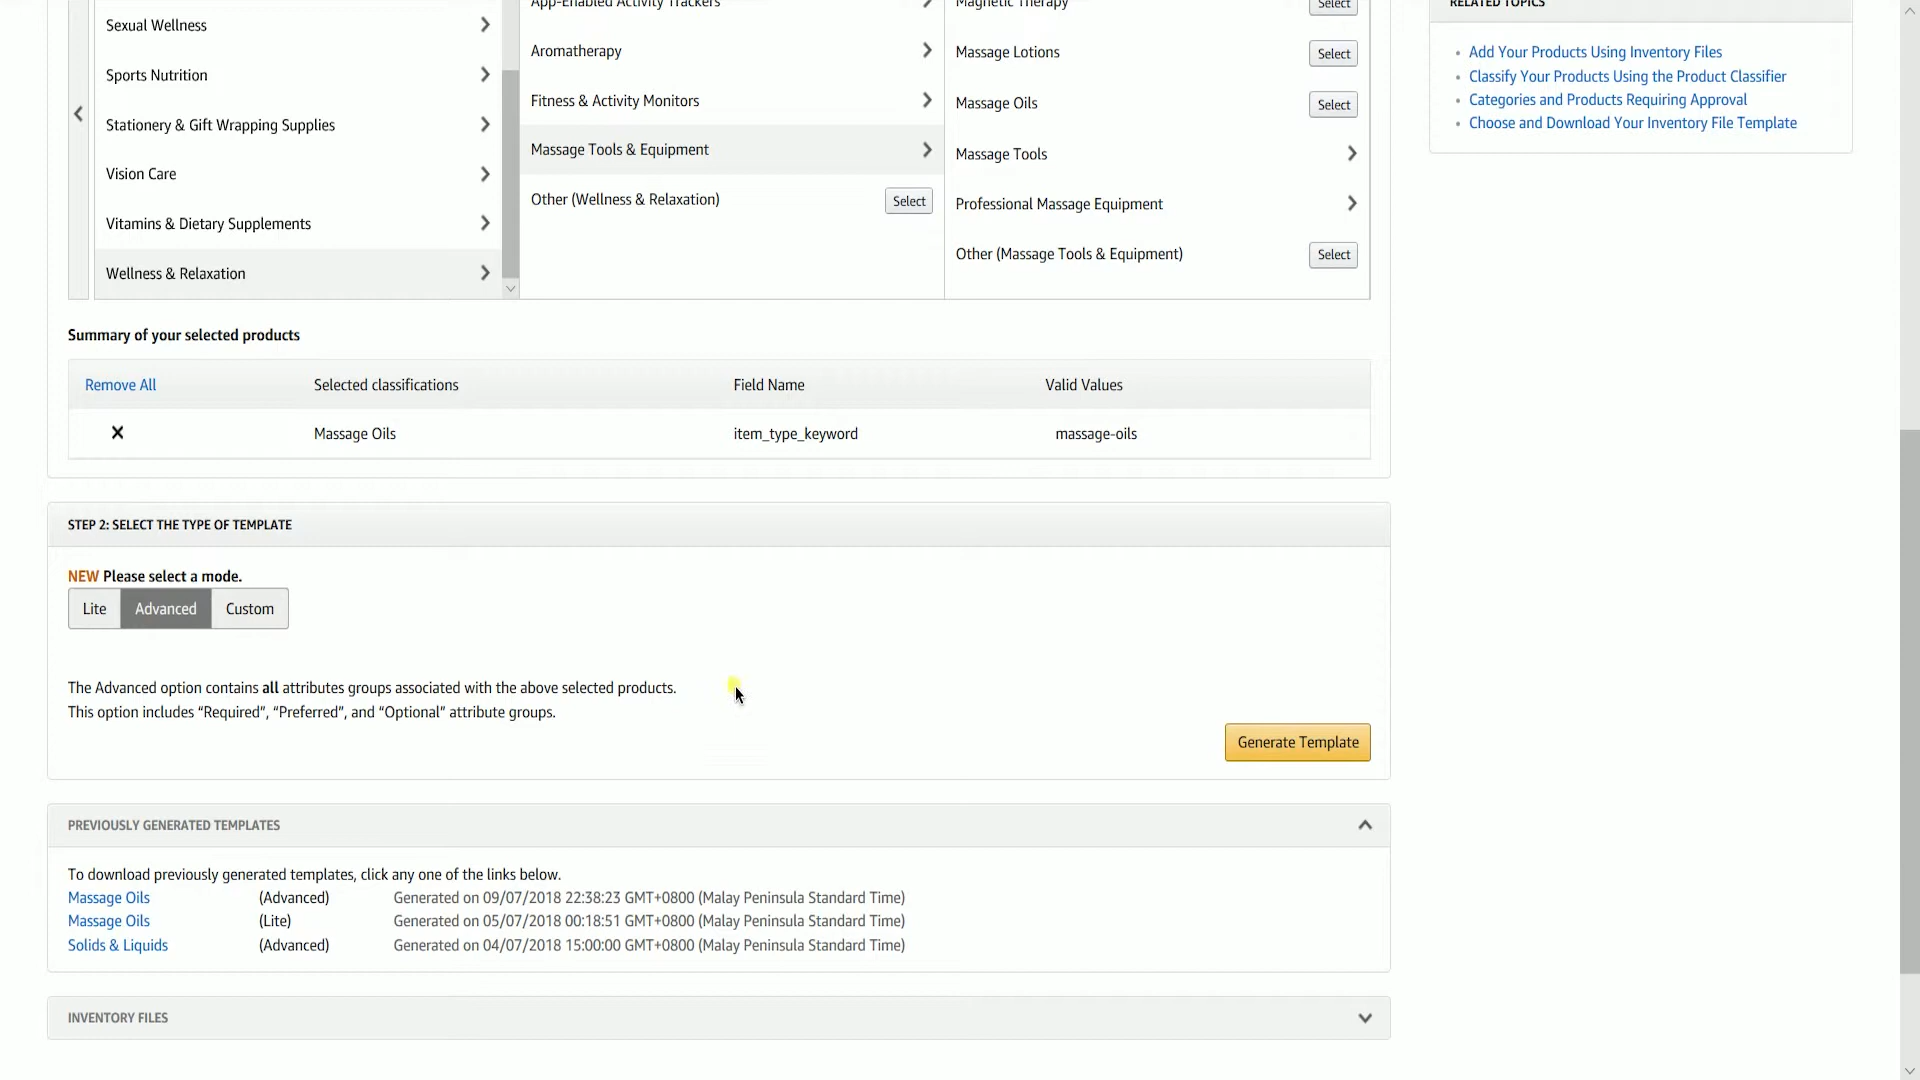 Sexual Wellness
Sports Nutrition
Stationery & Gift Wrapping Supplies
Vision Care
Vitamins & Dietary Supplements
Wellness & Relaxation
App-Enabled Activity Trackers
Aromatherapy
Fitness & Activity Monitors
Massage Tools & Equipment
Other (Wellness & Relaxation) Select
Magnetic Therapy Select
Massage Lotions Select
Massage Oils Select
Massage Tools
Professional Massage Equipment
Other (Massage Tools & Equipment) Select
RELATED TOPICS
• Add Your Products Using Inventory Files
• Classify Your Products Using the Product Classifier
• Categories and Products Requiring Approval
• Choose and Download Your Inventory File Template
Summary of your selected products
Remove All Selected classifications Field Name Valid Values
Massage Oils item_type_keyword massage-oils
STEP 2: SELECT THE TYPE OF TEMPLATE
NEW Please select a mode.
Lite Advanced Custom
The Advanced option contains all attributes groups associated with the above selected products.
This option includes “Required”, “Preferred”, and “Optional” attribute groups.
Generate Template
PREVIOUSLY GENERATED TEMPLATES
To download previously generated templates, click any one of the links below.
Massage Oils (Advanced) Generated on 09/07/2018 22:38:23 GMT+0800 (Malay Peninsula Standard Time)
Massage Oils (Lite) Generated on 05/07/2018 00:18:51 GMT+0800 (Malay Peninsula Standard Time)
Solids & Liquids (Advanced) Generated on 04/07/2018 15:00:00 GMT+0800 (Malay Peninsula Standard Time)
INVENTORY FILES